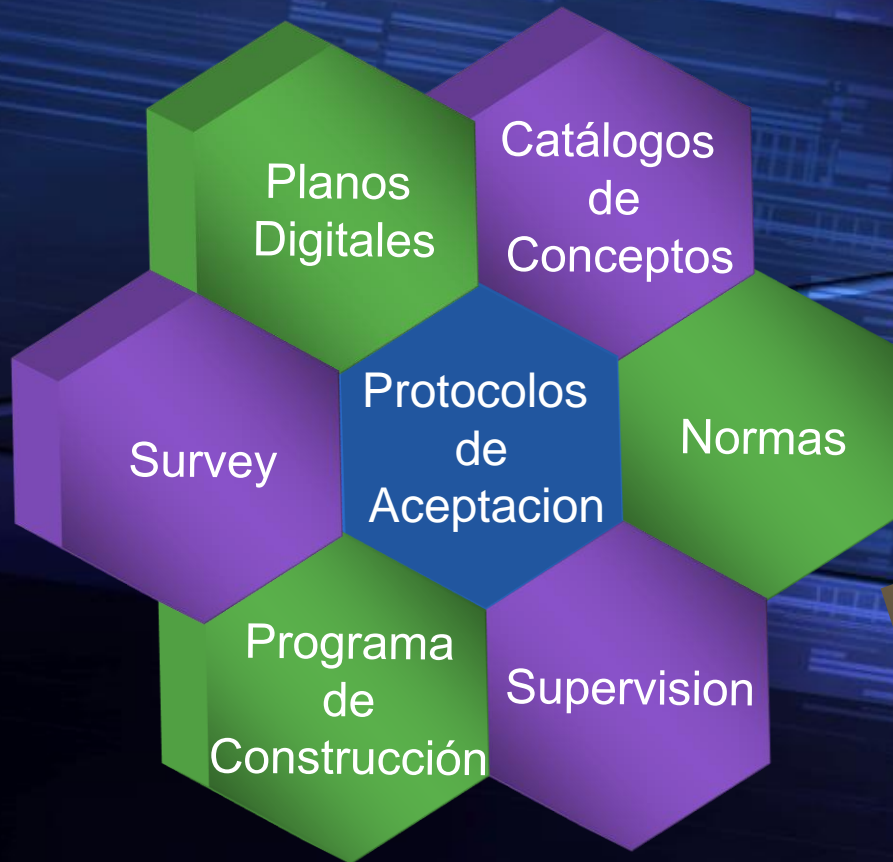 Planos
Digitales
Catálogos
de
Conceptos
Survey
Protocolos
de
Aceptacion
Normas
Programa
de
Construcción
Supervision